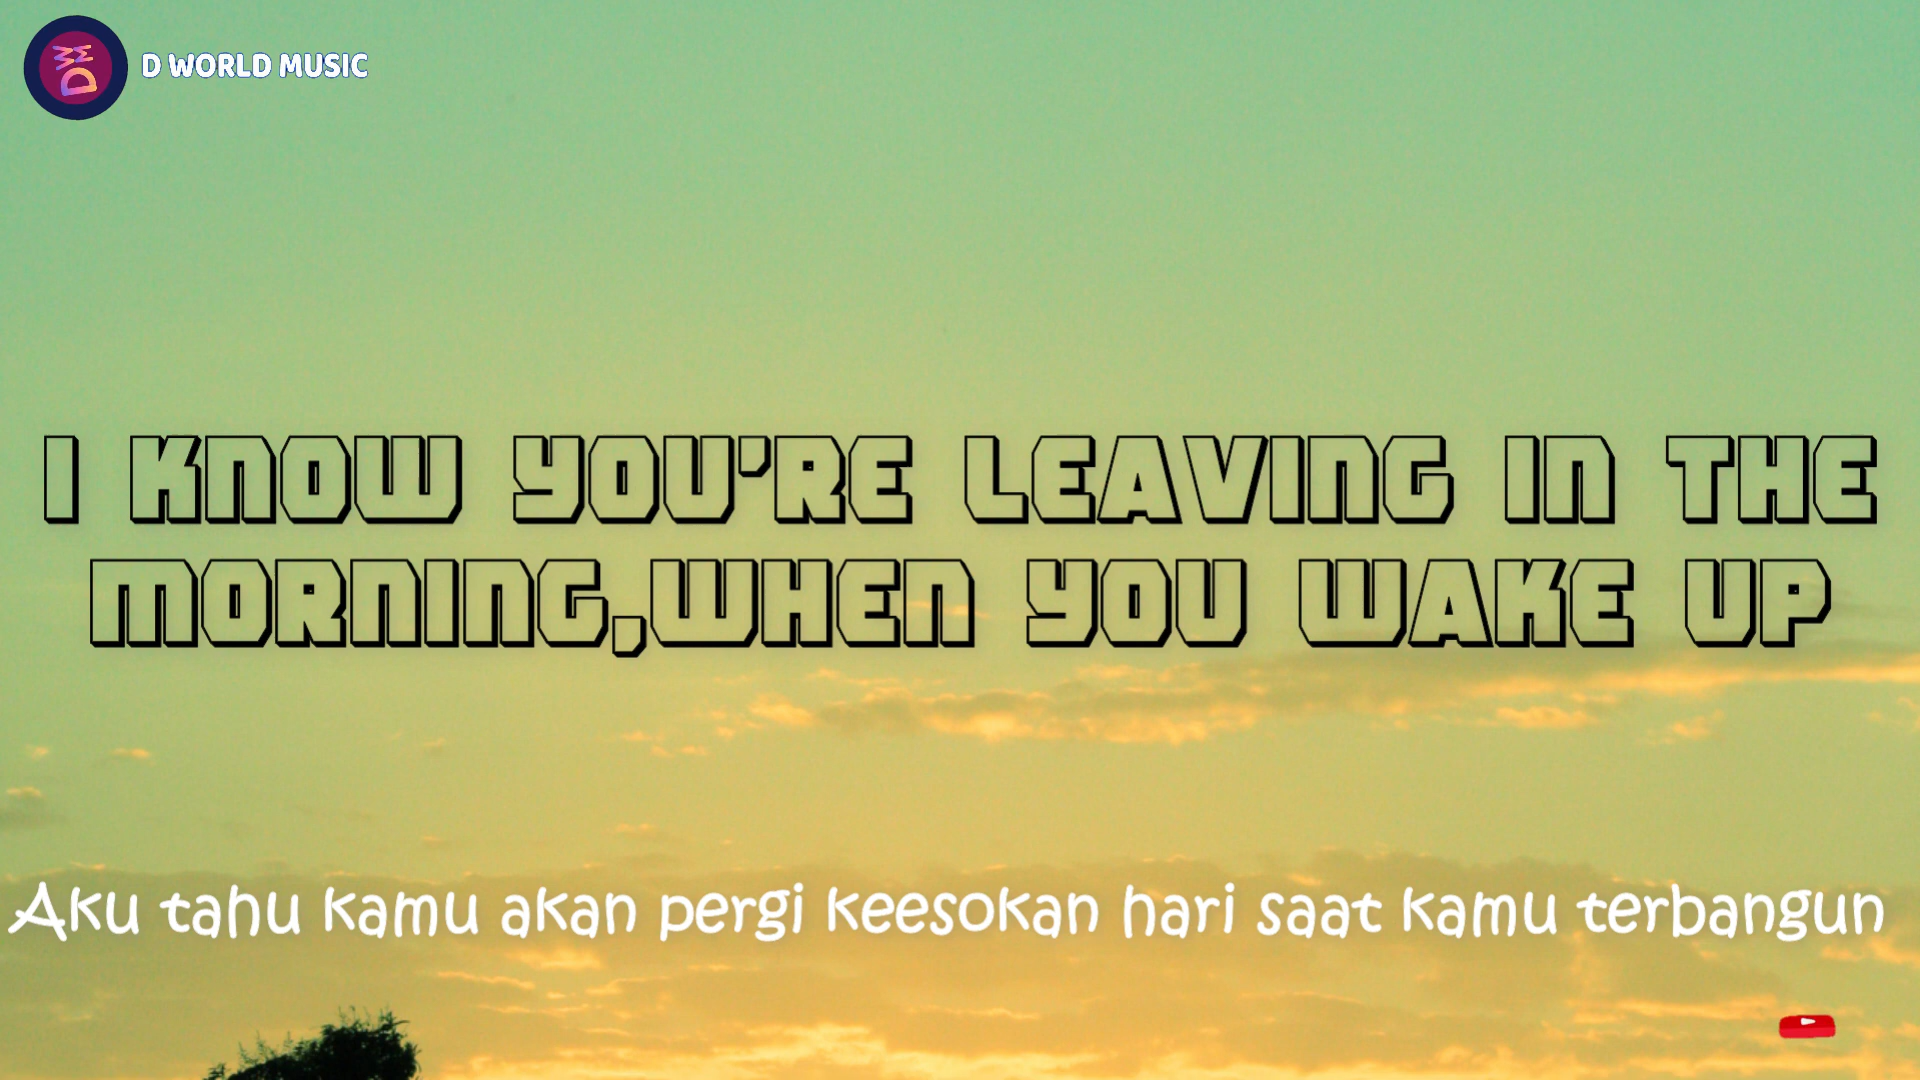 DW
D WORLD MUSIC
I KNOW YOU'RE LEAVING IN THE
MORNING,WHEN YOU WAKE UP
Aku tahu kamu akan pergi keesokan hari saat kamu terbangun